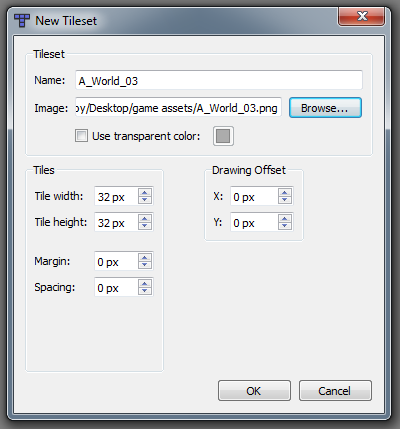 New Tileset
Tileset
Name: A_World_03
Image: py/Desktop/game assets/A_World_03.png Browse...
Use transparent color:
Tiles
Tile width: 32 px
Tile height: 32 px
Margin: 0 px
Spacing: 0 px
Drawing Offset
X: 0 px
Y: 0 px
OK Cancel